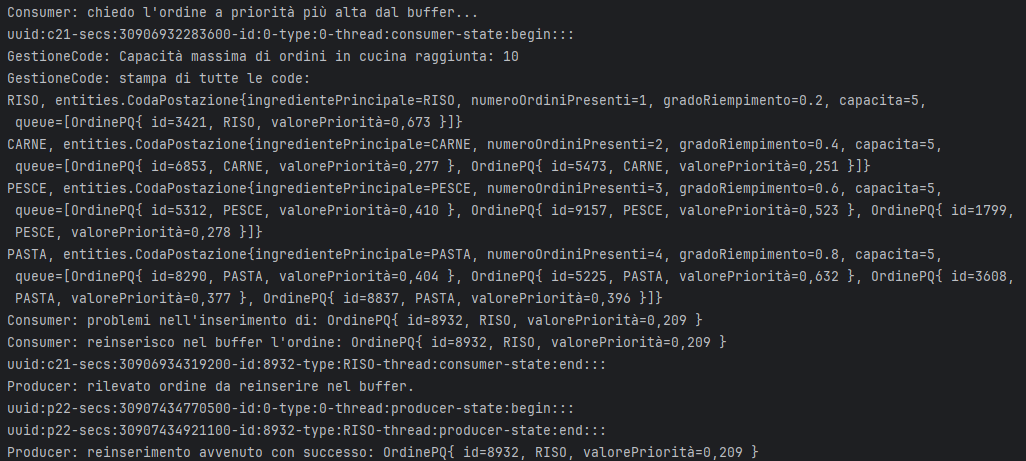 Consumer: chiedo l'ordine a priorità più alta dal buffer...
uuid:c21-secs:30906932283600-id:0-type:0-thread:consumer-state:begin:::
GestioneCode: Capacità massima di ordini in cucina raggiunta: 10
GestioneCode: stampa di tutte le code:
RISO, entities.CodaPostazione{ingredientePrincipale=RISO, numeroOrdiniPresenti=1, gradoRiempimento=0.2, capacita=5,
queue=[OrdinePQ{ id=3421, RISO, valorePriorità=0,673 }]}
CARNE, entities.CodaPostazione{ingredientePrincipale=CARNE, numeroOrdiniPresenti=2, gradoRiempimento=0.4, capacita=5,
queue=[OrdinePQ{ id=6853, CARNE, valorePriorità=0,277 }, OrdinePQ{ id=5473, CARNE, valorePriorità=0,251 }]}
PESCE, entities.CodaPostazione{ingredientePrincipale=PESCE, numeroOrdiniPresenti=3, gradoRiempimento=0.6, capacita=5,
queue=[OrdinePQ{ id=5312, PESCE, valorePriorità=0,410 }, OrdinePQ{ id=9157, PESCE, valorePriorità=0,523 }, OrdinePQ{ id=1799,
PESCE, valorePriorità=0,278 }]}
PASTA, entities.CodaPostazione{ingredientePrincipale=PASTA, numeroOrdiniPresenti=4, gradoRiempimento=0.8, capacita=5,
queue=[OrdinePQ{ id=8290, PASTA, valorePriorità=0,404 }, OrdinePQ{ id=5225, PASTA, valorePriorità=0,632 }, OrdinePQ{ id=3608,
PASTA, valorePriorità=0,377 }, OrdinePQ{ id=8837, PASTA, valorePriorità=0,396 }]}
Consumer: problemi nell'inserimento di: OrdinePQ{ id=8932, RISO, valorePriorità=0,209 }
Consumer: reinserisco nel buffer l'ordine: OrdinePQ{ id=8932, RISO, valorePriorità=0,209 }
uuid:c21-secs:30906934319200-id:8932-type:RISO-thread:consumer-state:end:::
Producer: rilevato ordine da reinserire nel buffer.
uuid:p22-secs:30907434770500-id:0-type:0-thread:producer-state:begin:::
uuid:p22-secs:30907434921100-id:8932-type:RISO-thread:producer-state:end:::
Producer: reinserimento avvenuto con successo: OrdinePQ{ id=8932, RISO, valorePriorità=0,209 }